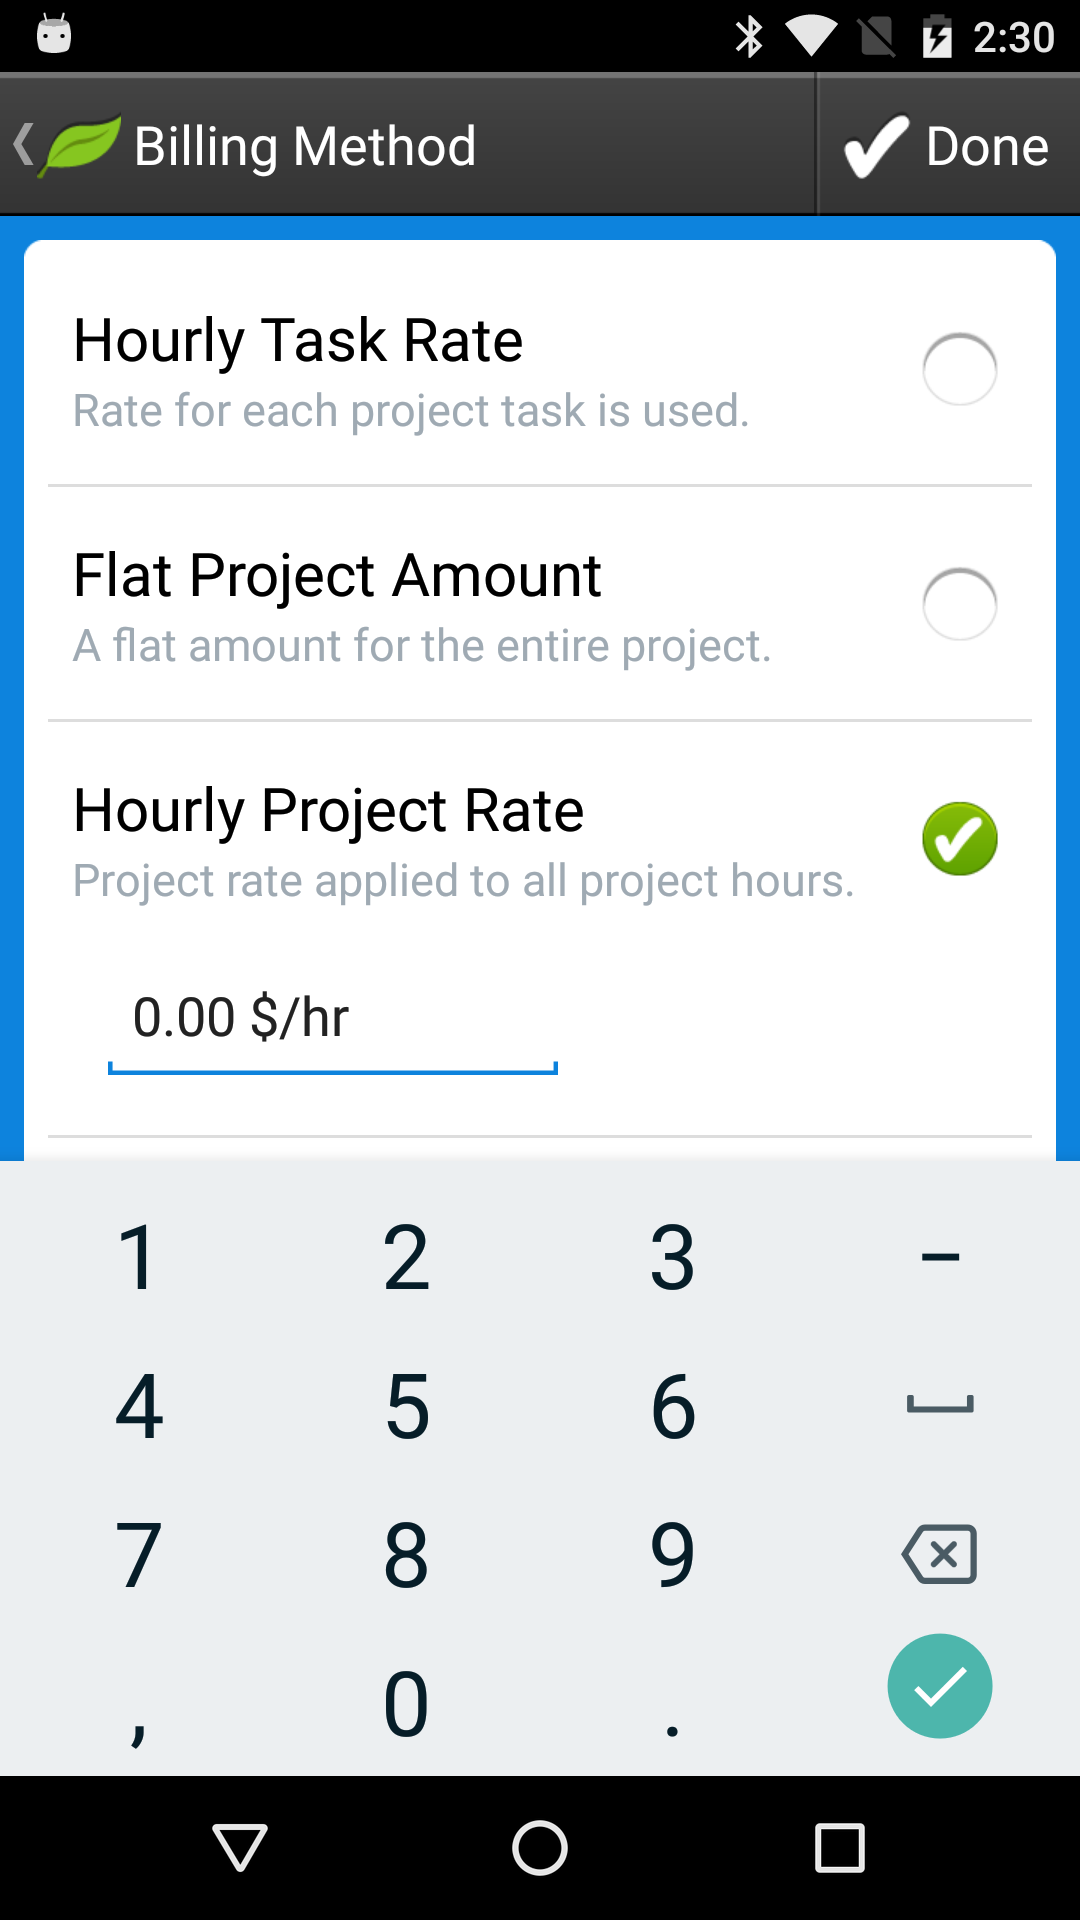 2:30
Billing Method
Done
Hourly Task Rate
Rate for each project task is used.
Flat Project Amount
A flat amount for the entire project.
Hourly Project Rate
Project rate applied to all project hours.
0.00 $/hr
1 2 3 –
4 5 6
7 8 9
, 0 .